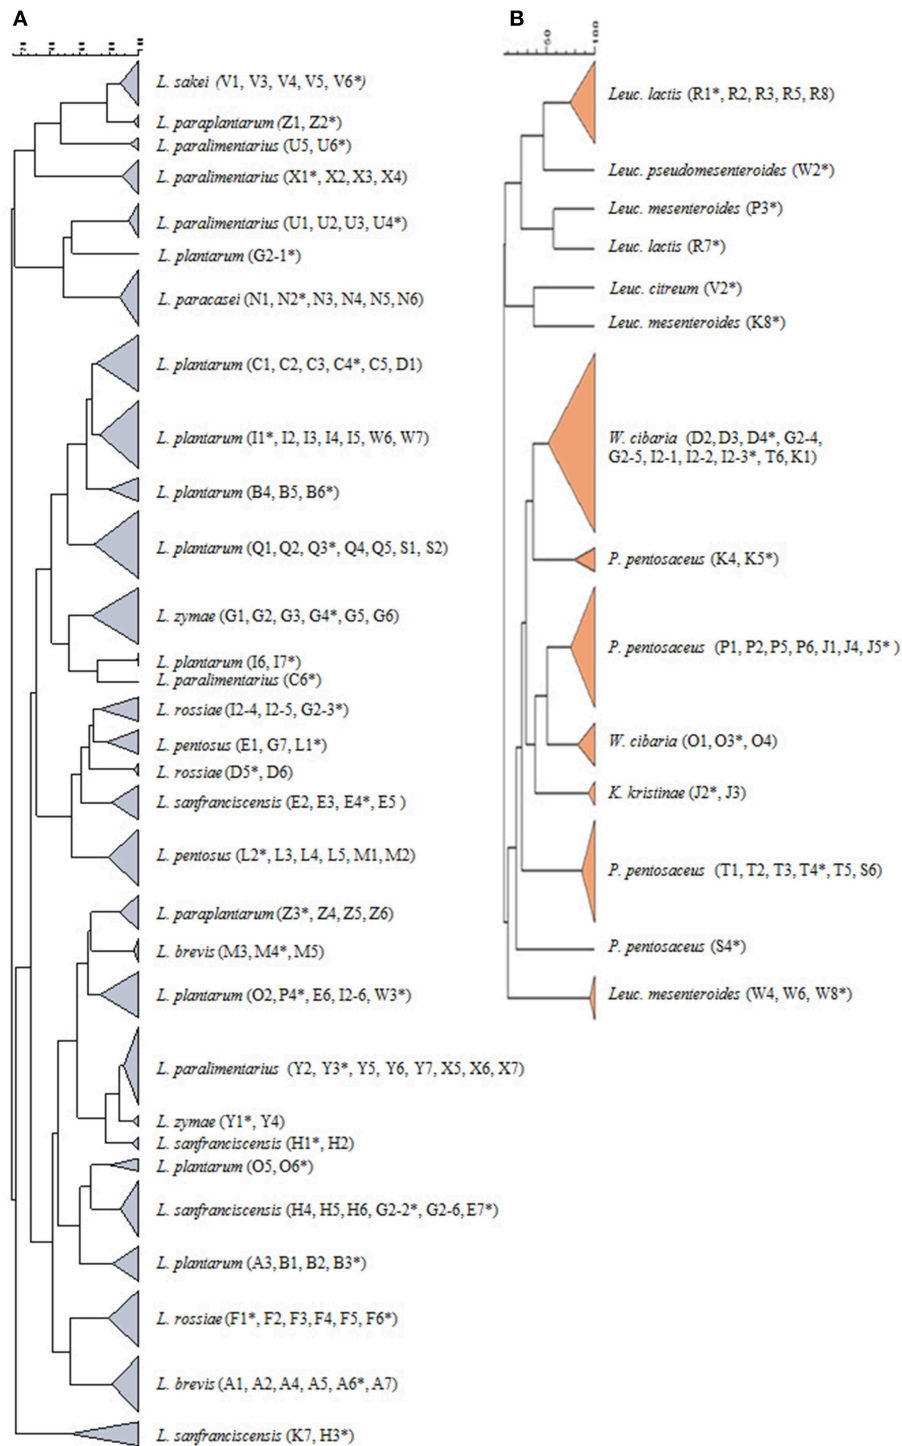 A
B
50
100
L. sakei (V1, V3, V4, V5, V6*)
L. paraplantarum (Z1, Z2*)
L. paralimentarius (U5, U6*)
L. paralimentarius (X1*, X2, X3, X4)
L. paralimentarius (U1, U2, U3, U4*)
L. plantarum (G2-1*)
L. paracasei (N1, N2*, N3, N4, N5, N6)
L. plantarum (C1, C2, C3, C4*, C5, D1)
L. plantarum (I1*, I2, I3, I4, I5, W6, W7)
L. plantarum (B4, B5, B6*)
L. plantarum (Q1, Q2, Q3*, Q4, Q5, S1, S2)
L. zymae (G1, G2, G3, G4*, G5, G6)
L. plantarum (I6, I7*)
L. paralimentarius (C6*)
L. rossiae (I2-4, I2-5, G2-3*)
L. pentosus (E1, G7, L1*)
L. rossiae (D5*, D6)
L. sanfranciscensis (E2, E3, E4*, E5 )
L. pentosus (L2*, L3, L4, L5, M1, M2)
L. paraplantarum (Z3*, Z4, Z5, Z6)
L. brevis (M3, M4*, M5)
L. plantarum (O2, P4*, E6, I2-6, W3*)
L. paralimentarius (Y2, Y3*, Y5, Y6, Y7, X5, X6, X7)
L. zymae (Y1*, Y4)
L. sanfranciscensis (H1*, H2)
L. plantarum (O5, O6*)
L. sanfranciscensis (H4, H5, H6, G2-2*, G2-6, E7*)
L. plantarum (A3, B1, B2, B3*)
L. rossiae (F1*, F2, F3, F4, F5, F6*)
L. brevis (A1, A2, A4, A5, A6*, A7)
L. sanfranciscensis (K7, H3*)
Leuc. lactis (R1*, R2, R3, R5, R8)
Leuc. pseudomesenteroides (W2*)
Leuc. mesenteroides (P3*)
Leuc. lactis (R7*)
Leuc. citreum (V2*)
Leuc. mesenteroides (K8*)
W. cibaria (D2, D3, D4*, G2-4,
G2-5, I2-1, I2-2, I2-3*, T6, K1)
P. pentosaceus (K4, K5*)
P. pentosaceus (P1, P2, P5, P6, J1, J4, J5* )
W. cibaria (O1, O3*, O4)
K. kristinae (J2*, J3)
P. pentosaceus (T1, T2, T3, T4*, T5, S6)
P. pentosaceus (S4*)
Leuc. mesenteroides (W4, W6, W8*)